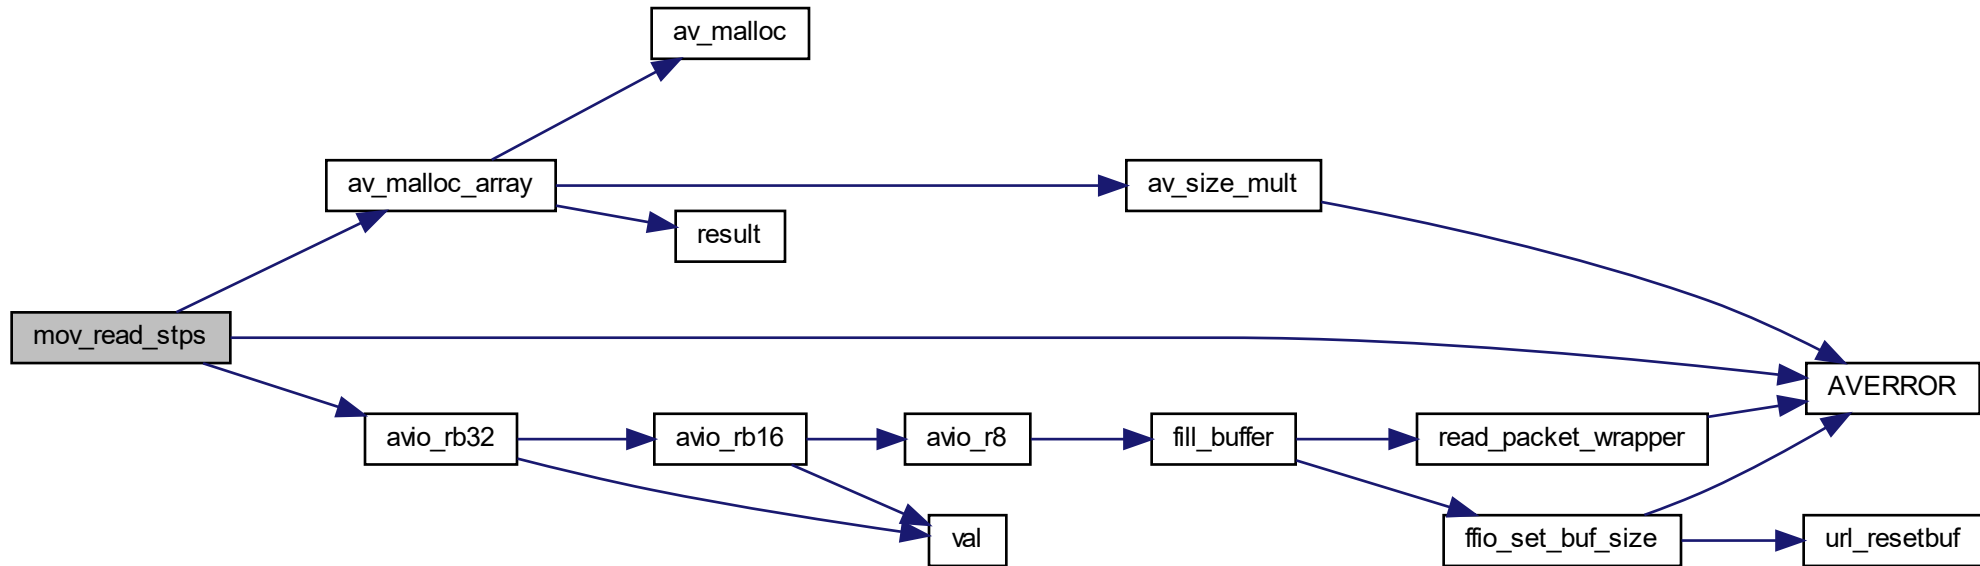 av_malloc
av_malloc_array
av_size_mult
result
mov_read_stps
AVERROR
avio_rb32
avio_rb16
avio_r8
fill_buffer
read_packet_wrapper
val
ffio_set_buf_size
url_resetbuf